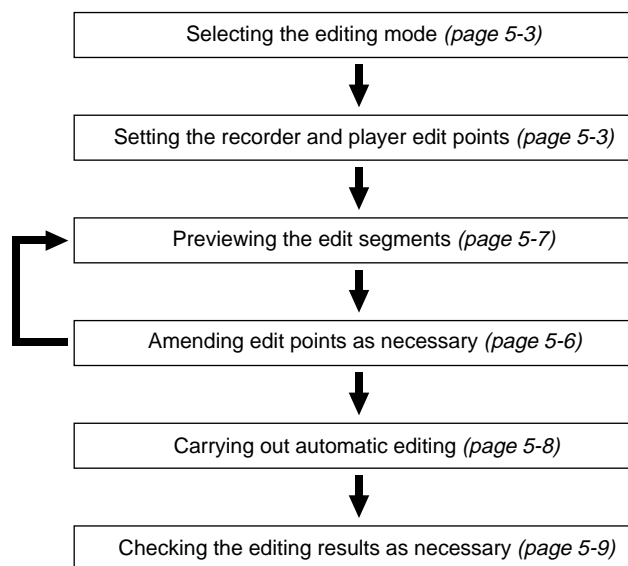 Selecting the editing mode (page 5-3)
Setting the recorder and player edit points (page 5-3)
Previewing the edit segments (page 5-7)
Amending edit points as necessary (page 5-6)
Carrying out automatic editing (page 5-8)
Checking the editing results as necessary (page 5-9)